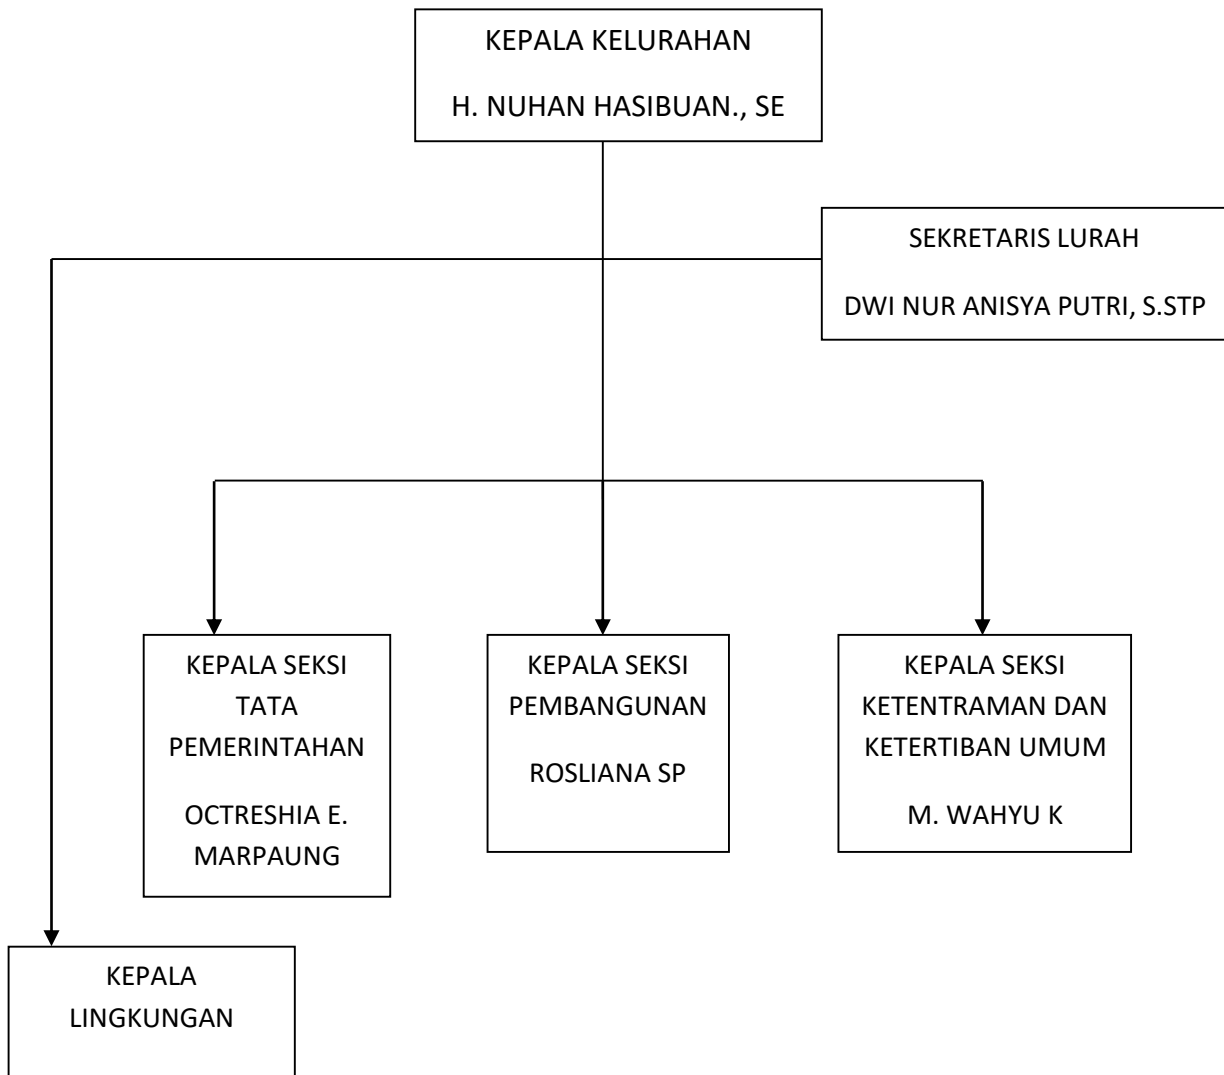 KEPALA KELURAHAN
H. NUHAN HASIBUAN., SE
SEKRETARIS LURAH
DWI NUR ANISYA PUTRI, S.STP
KEPALA SEKSI
TATA
PEMERINTAHAN
OCTRESHIA E.
MARPAUNG
KEPALA SEKSI
PEMBANGUNAN
ROSLIANA SP
KEPALA SEKSI
KETENTRAMAN DAN
KETERTIBAN UMUM
M. WAHYU K
KEPALA
LINGKUNGAN